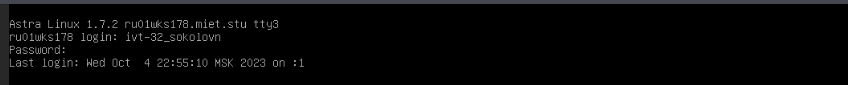 Astra Linux 1.7.2 ru01wks178.miet.stu tty3
ru01wks178 login: ivt-32_sokolovn
Password:
Last login: Wed Oct  4 22:55:10 MSK 2023 on :1